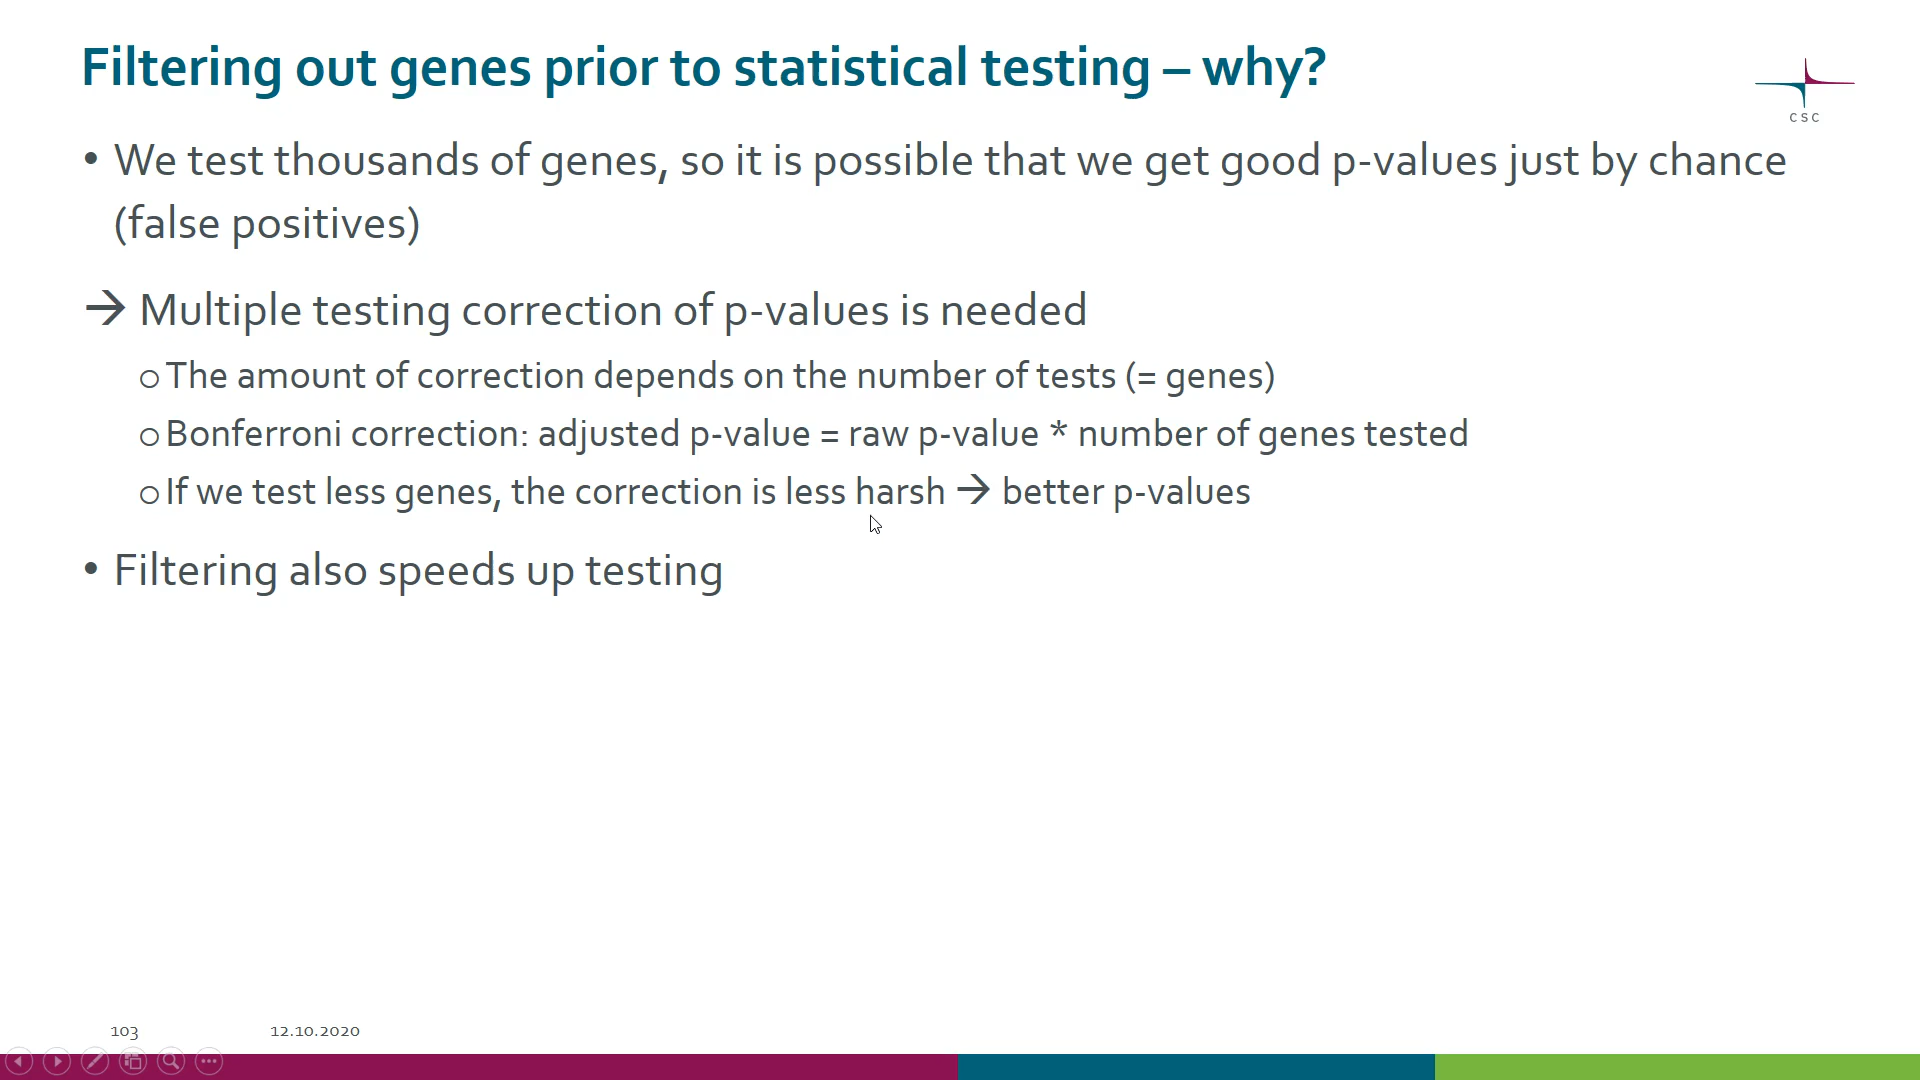 Filtering out genes prior to statistical testing – why?
CSC
• We test thousands of genes, so it is possible that we get good p-values just by chance
(false positives)
→ Multiple testing correction of p-values is needed
o The amount of correction depends on the number of tests (= genes)
o Bonferroni correction: adjusted p-value = raw p-value * number of genes tested
o If we test less genes, the correction is less harsh → better p-values
• Filtering also speeds up testing
103 12.10.2020